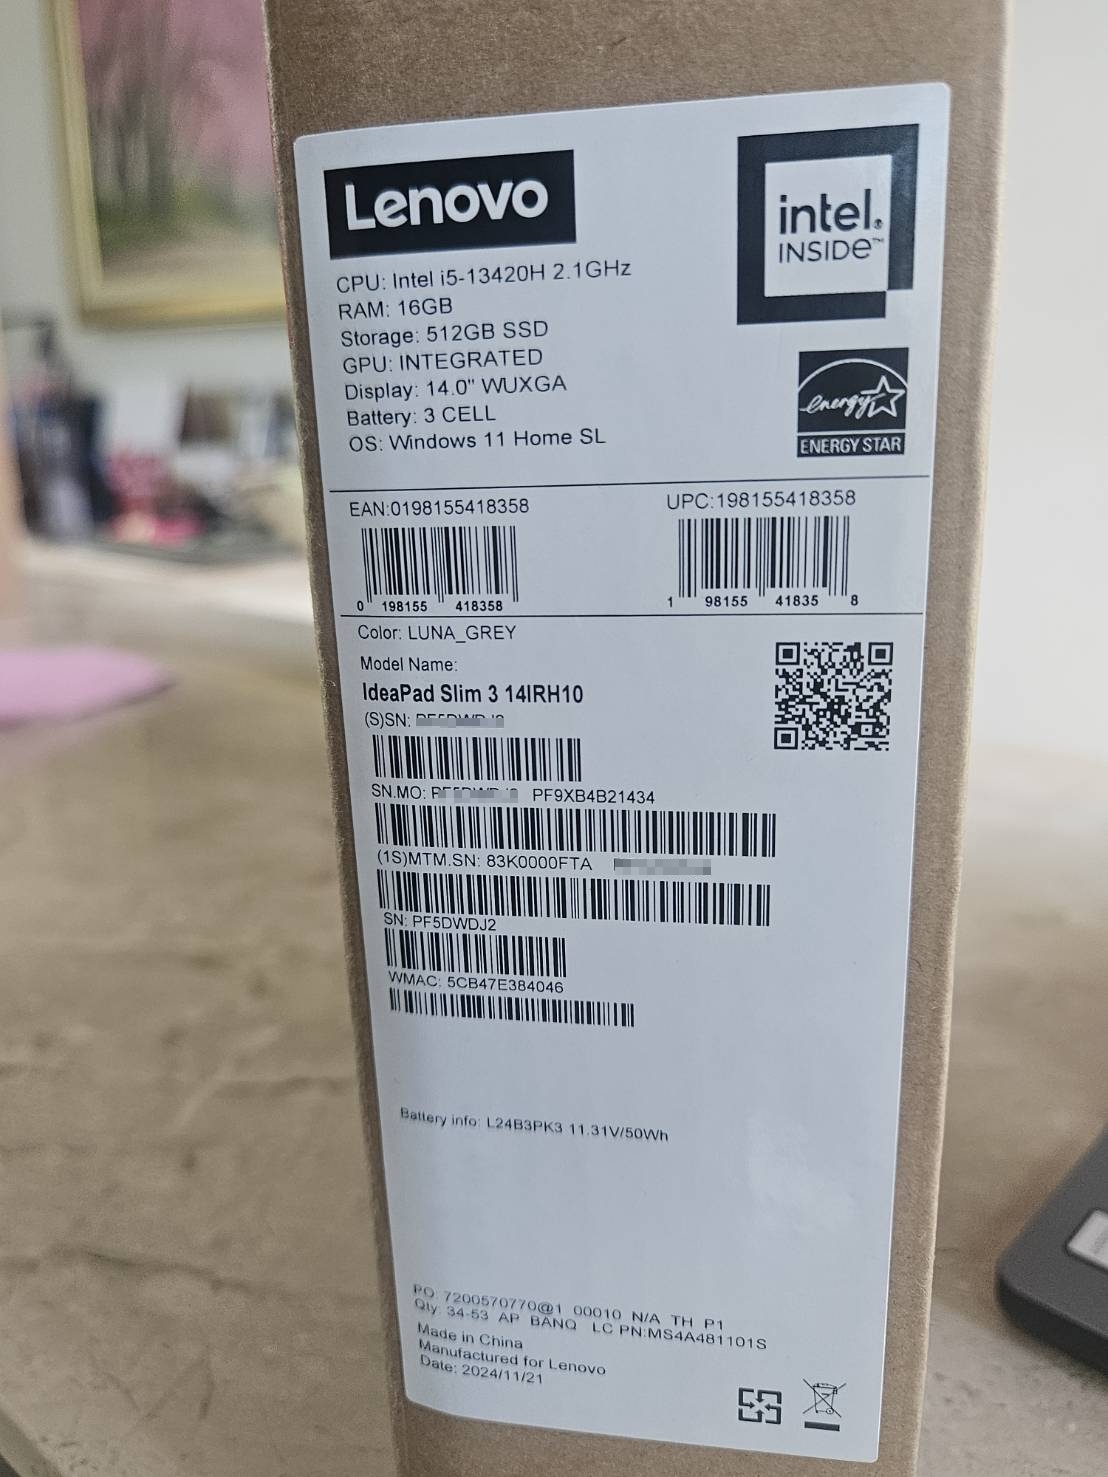 Lenovo
intel.
INSIDE™
CPU: Intel i5-13420H 2.1GHz
RAM: 16GB
Storage: 512GB SSD
GPU: INTEGRATED
Display: 14.0" WUXGA
Battery: 3 CELL
OS: Windows 11 Home SL
energy
ENERGY STAR
EAN:0198155418358
UPC:198155418358
0 198155 418358
1 98155 41835 8
Color: LUNA_GREY
Model Name:
IdeaPad Slim 3 14IRH10
(S)SN:
SN.MO: PF9XB4B21434
(1S)MTM.SN: 83K0000FTA
SN: PF5DWDJ2
WMAC: 5CB47E384046
Battery info: L24B3PK3 11.31V/50Wh
PO: 7200570770@1 00010 N/A TH P1
Qty: 34-53 AP BANQ LC PN:MS4A481101S
Made in China
Manufactured for Lenovo
Date: 2024/11/21